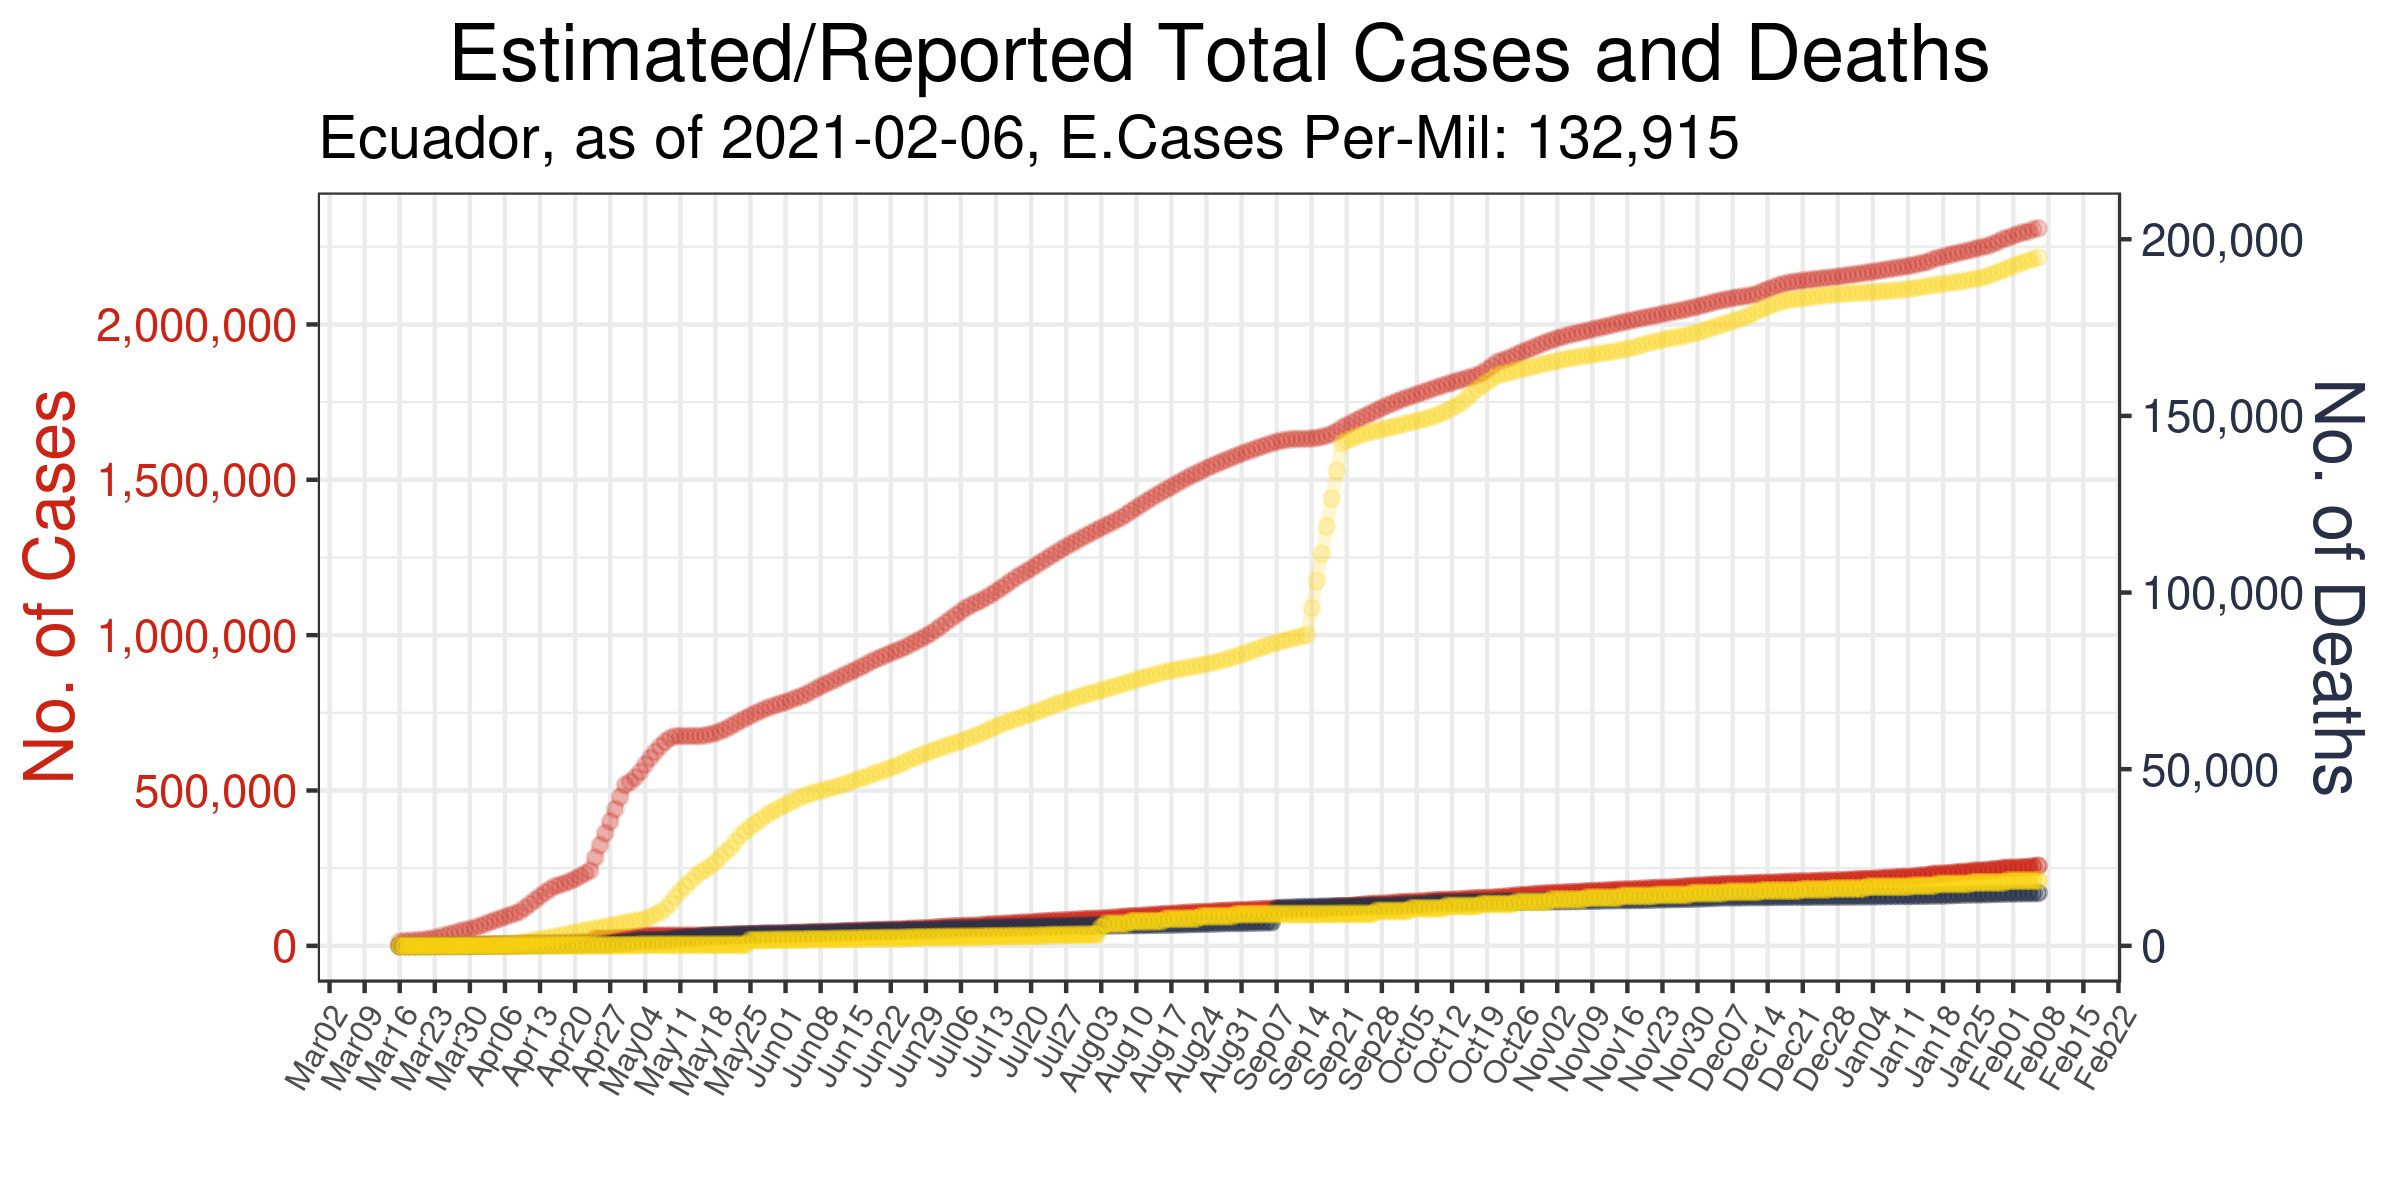 Estimated/Reported Total Cases and Deaths
Ecuador, as of 2021-02-06, E.Cases Per-Mil: 132,915
No. of Cases
2,000,000
1,500,000
1,000,000
500,000
0
200,000
150,000
100,000
50,000
0
No. of Deaths
Mar02
Mar09
Mar16
Mar23
Mar30
Apr06
Apr13
Apr20
Apr27
May04
May11
May18
May25
Jun01
Jun08
Jun15
Jun22
Jun29
Jul06
Jul13
Jul20
Jul27
Aug03
Aug10
Aug17
Aug24
Aug31
Sep07
Sep14
Sep21
Sep28
Oct05
Oct12
Oct19
Oct26
Nov02
Nov09
Nov16
Nov23
Nov30
Dec07
Dec14
Dec21
Dec28
Jan04
Jan11
Jan18
Jan25
Feb01
Feb08
Feb15
Feb22